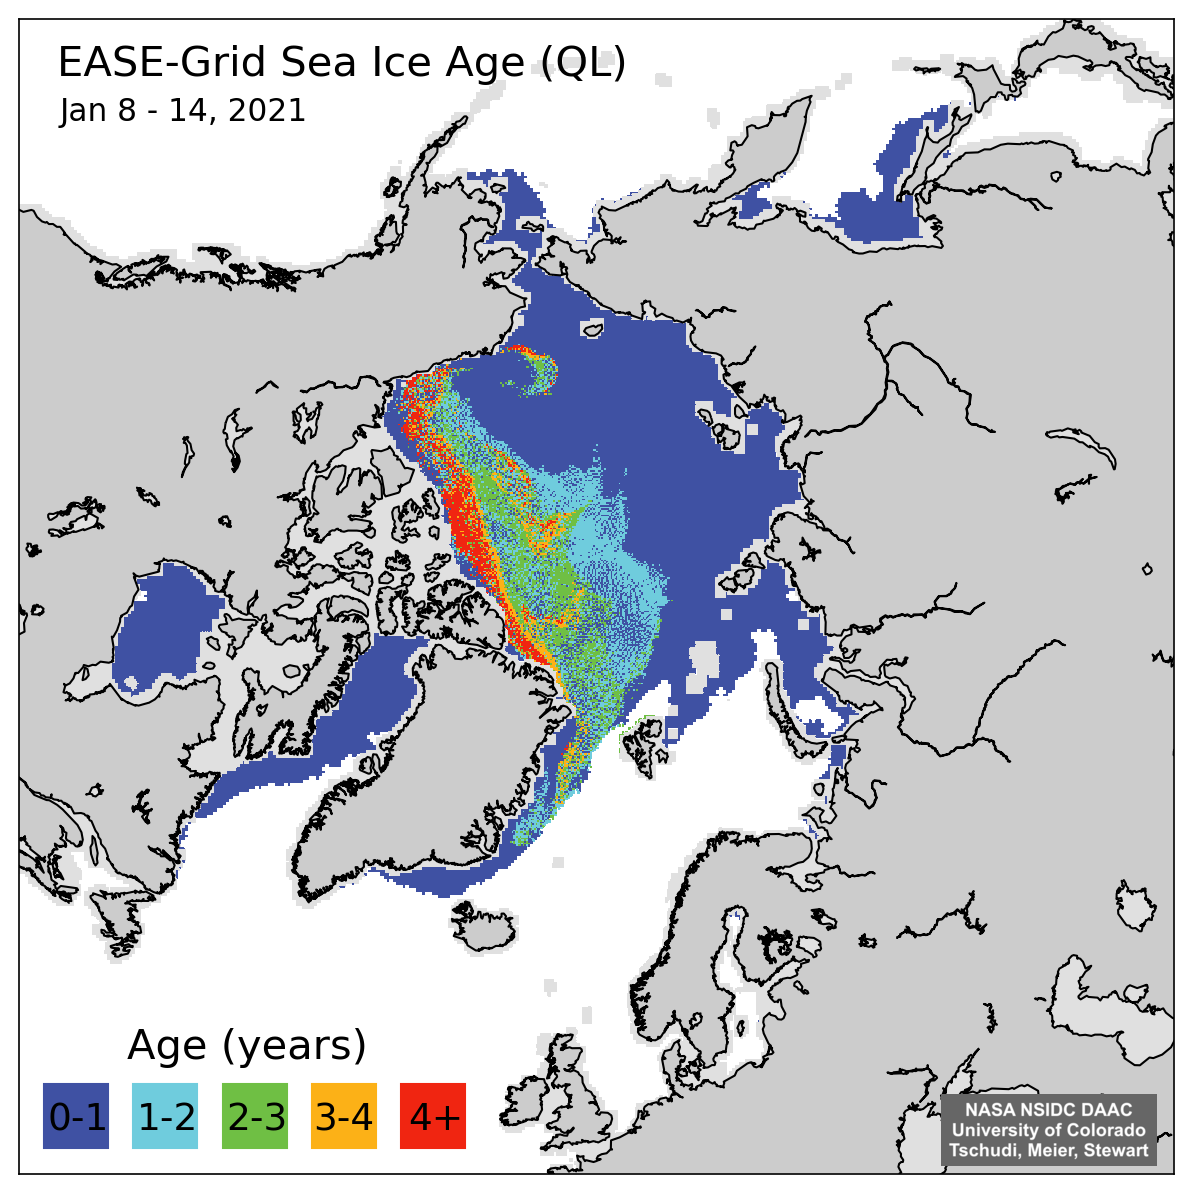 EASE-Grid Sea Ice Age (QL)
Jan 8 - 14, 2021
Age (years)
0-1 1-2 2-3 3-4 4+
NASA NSIDC DAAC
University of Colorado
Tschudi, Meier, Stewart